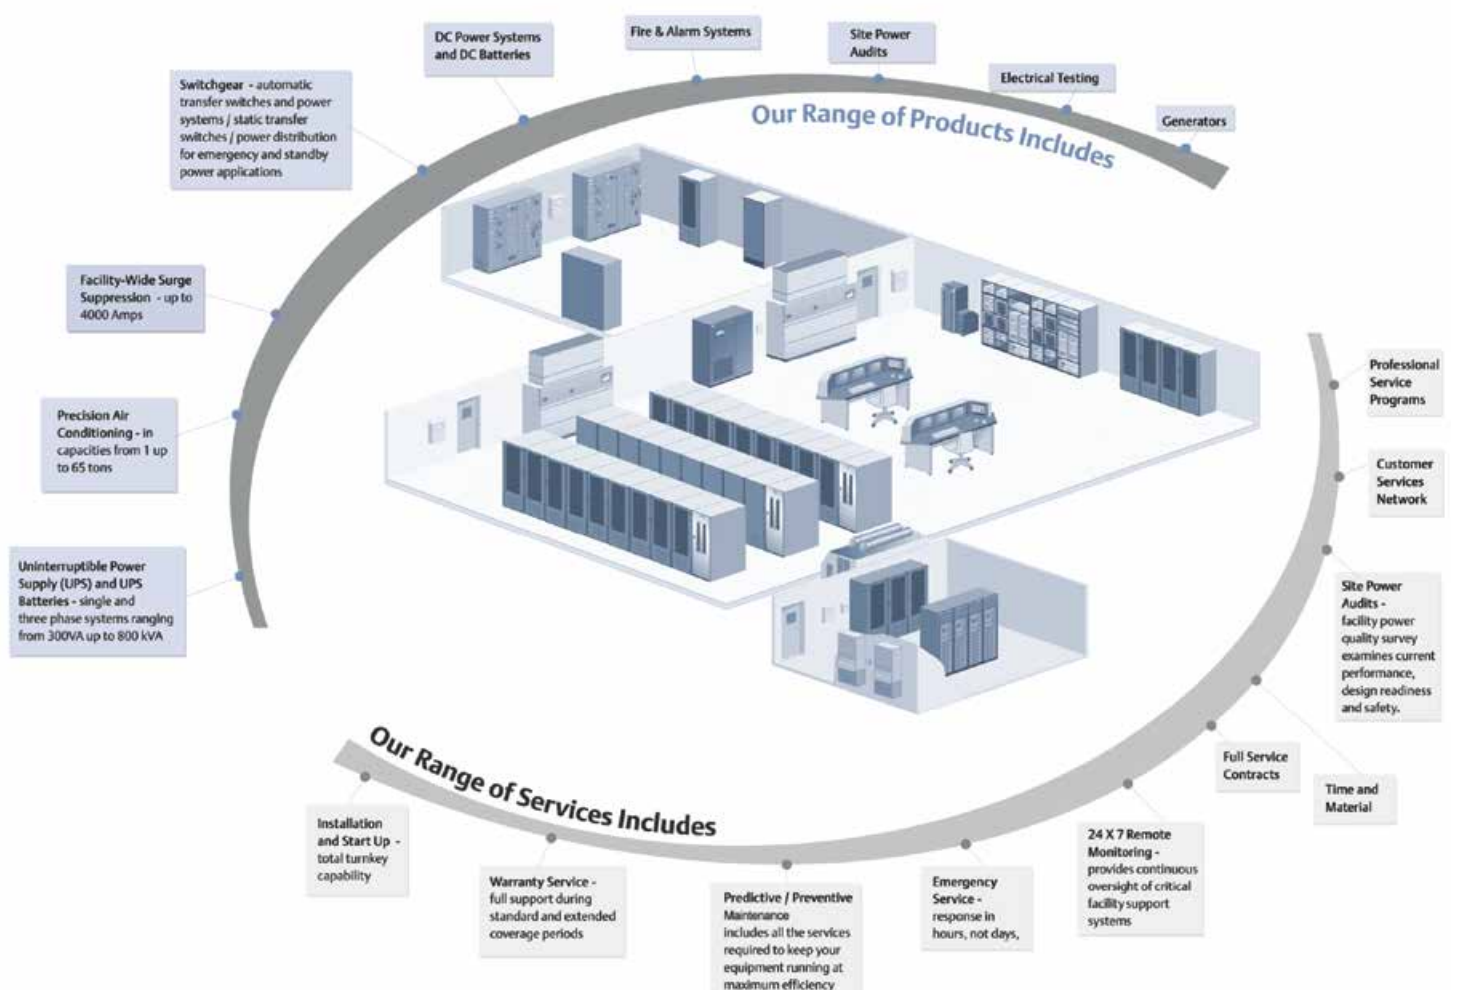 DC Power Systems
and DC Batteries
Fire & Alarm Systems
Site Power
Audits
Electrical Testing
Generators
Our Range of Products Includes
Switchgear - automatic
transfer switches and power
systems / static transfer
switches / power distribution
for emergency and standby
power applications
Facility-Wide Surge
Suppression - up to
4000 Amps
Precision Air
Conditioning - in
capacities from 1 up
to 65 tons
Uninterruptible Power
Supply (UPS) and UPS
Batteries - single and
three phase systems ranging
from 300VA up to 800 kVA
Professional
Service
Programs
Customer
Services
Network
Site Power
Audits -
facility power
quality survey
examines current
performance,
design readiness
and safety.
Time and
Material
Full Service
Contracts
24 X 7 Remote
Monitoring -
provides continuous
oversight of critical
facility support
systems
Emergency
Service -
response in
hours, not days,
Predictive / Preventive
Maintenance
includes all the services
required to keep your
equipment running at
maximum efficiency
Warranty Service -
full support during
standard and extended
coverage periods
Installation
and Start Up -
total turnkey
capability
Our Range of Services Includes